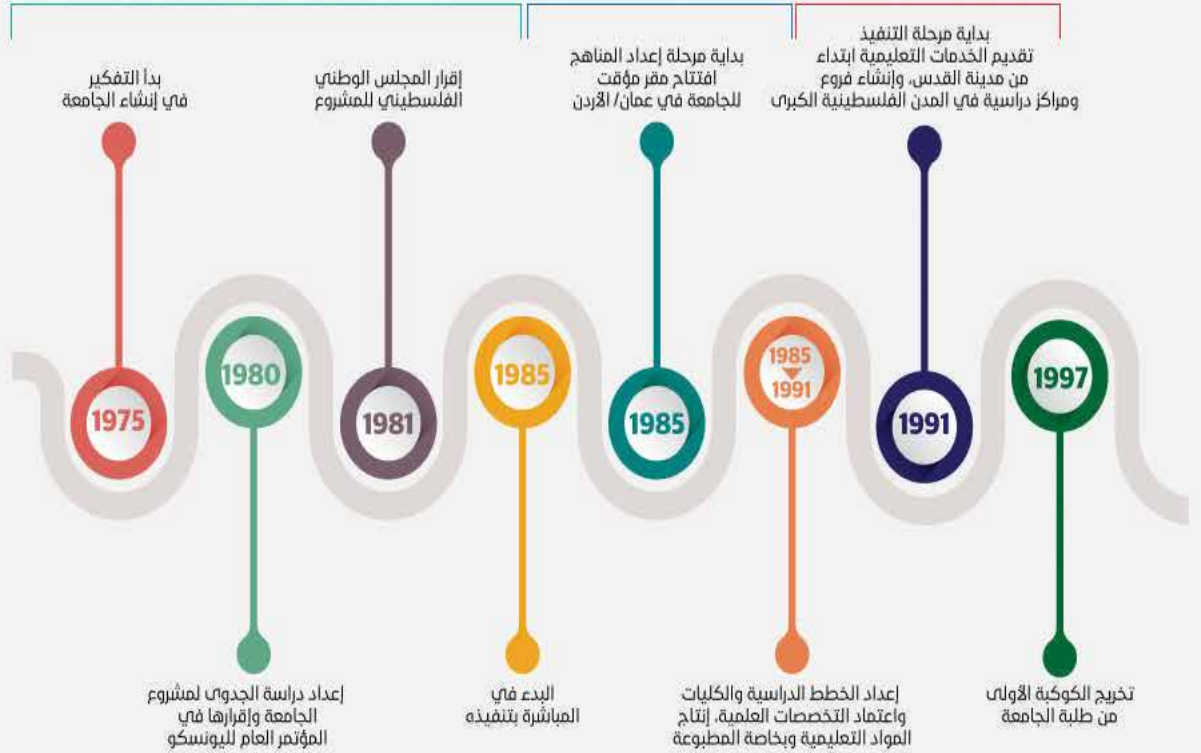 بدأ التفكير
في إنشاء الجامعة
1975
1980
إعداد دراسة الجدوى لمشروع
الجامعة وإقرارها في
المؤتمر العام لليونسكو
إقرار المجلس الوطني
الفلسطيني للمشروع
1981
1985
البدء في
المباشرة بتنفيذه
بداية مرحلة إعداد المناهج
افتتاح مقر مؤقت
للجامعة في عمان/ الأردن
1985
1985
1991
إعداد الخطط الدراسية والكليات
واعتماد التخصصات العلمية، إنتاج
المواد التعليمية وبخاصة المطبوعة
بداية مرحلة التنفيذ
تقديم الخدمات التعليمية ابتداء
من مدينة القدس، وإنشاء فروع
ومراكز دراسية في المدن الفلسطينية الكبرى
1991
1997
تخريج الكوكبة الأولى
من طلبة الجامعة